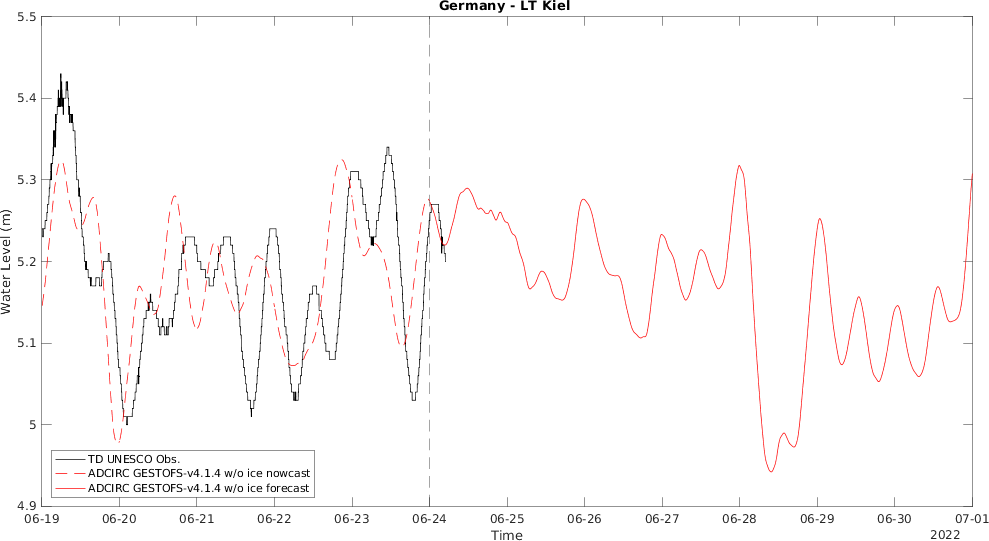 Germany - LT Kiel
5.5
5.4
5.3
5.2
5.1
5
4.9
Water Level (m)
TD UNESCO Obs.
ADCIRC GESTOFS-v4.1.4 w/o ice nowcast
ADCIRC GESTOFS-v4.1.4 w/o ice forecast
06-19 06-20 06-21 06-22 06-23 06-24 06-25 06-26 06-27 06-28 06-29 06-30 07-01
Time
2022